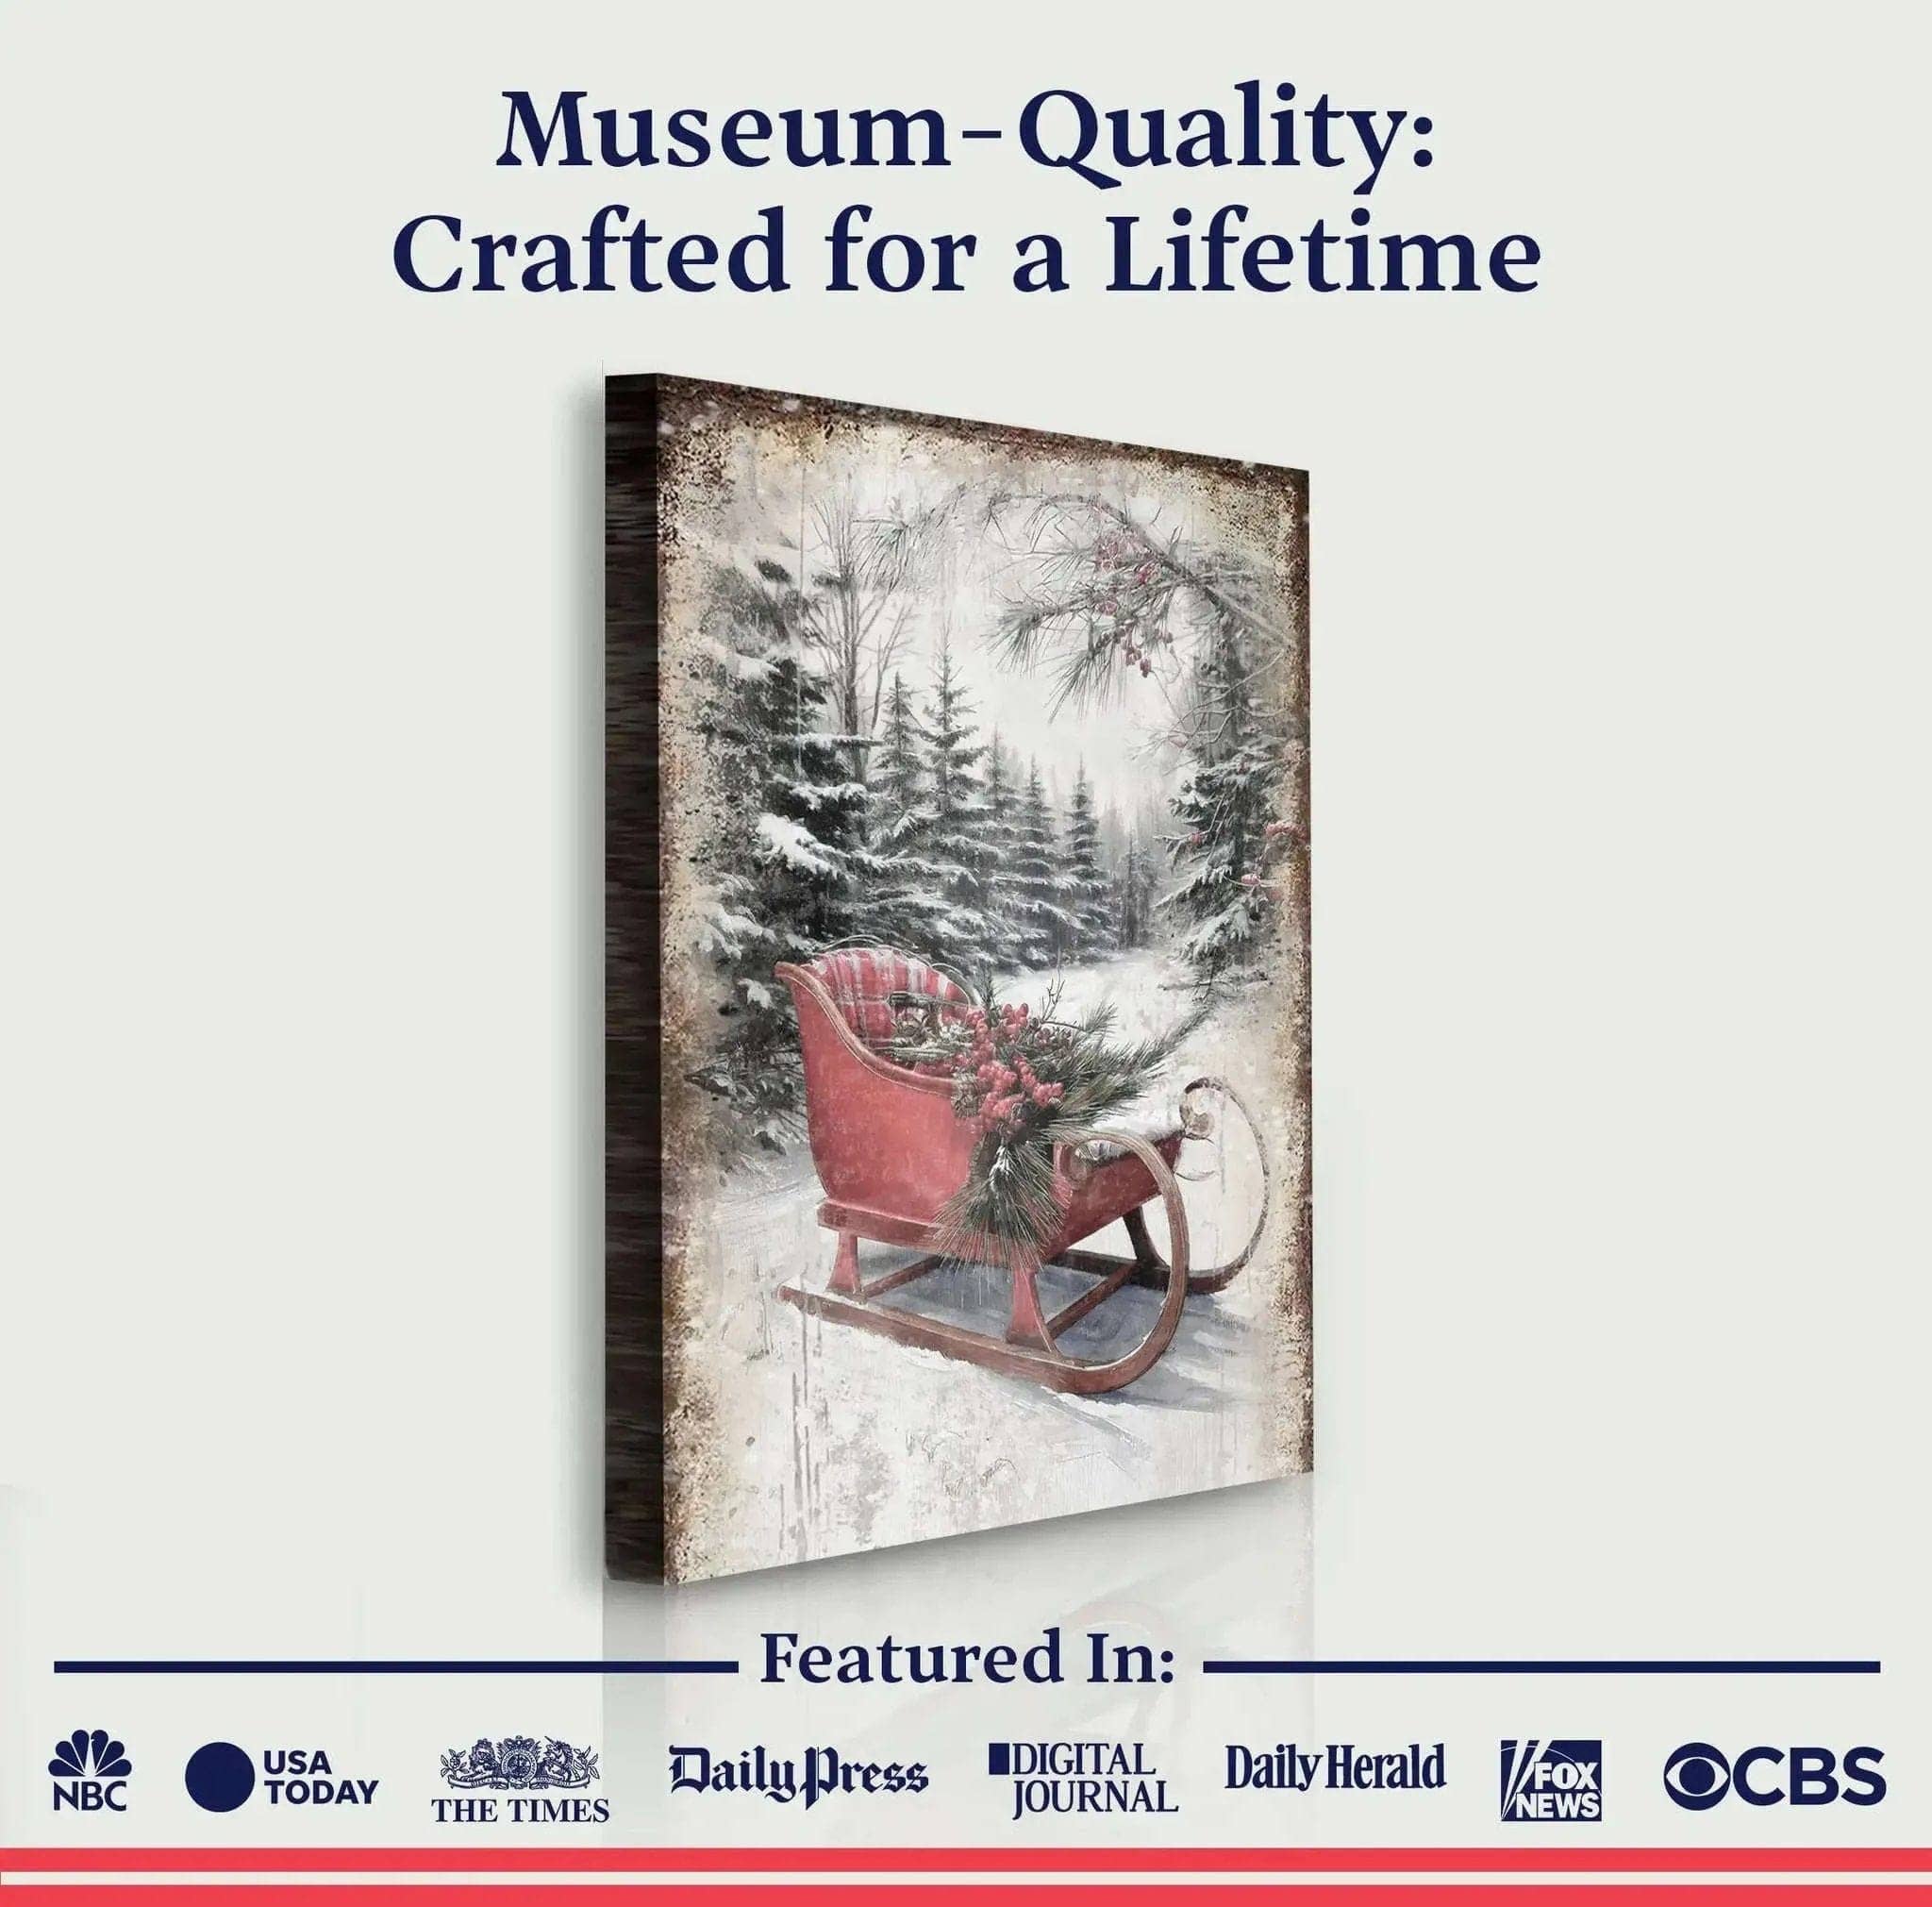 Museum-Quality:
Crafted for a Lifetime
Featured In:
NBC
USA
TODAY
THE TIMES
Daily Press
DIGITAL
JOURNAL
Daily Herald
FOX
NEWS
CBS